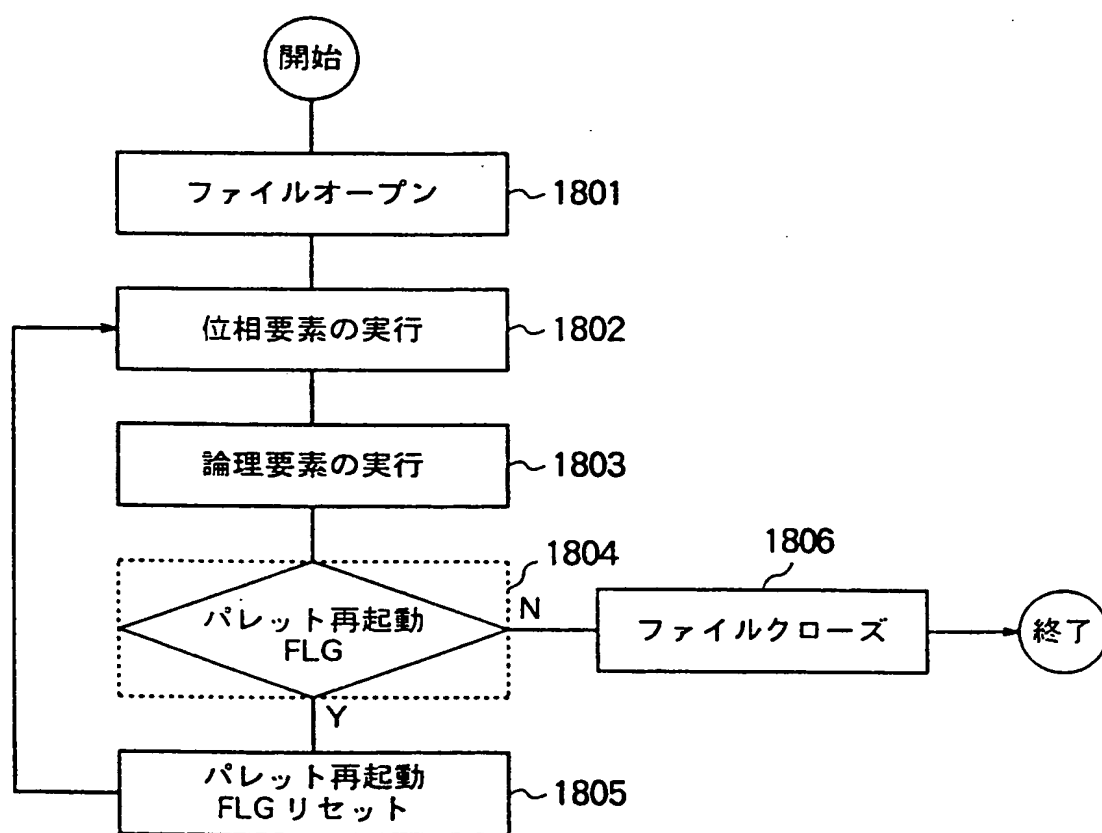 開始
ファイルオープン
1801
位相要素の実行
1802
論理要素の実行
1803
1804
パレット再起動
FLG
N
Y
1806
ファイルクローズ
終了
パレット再起動
FLG リセット
1805